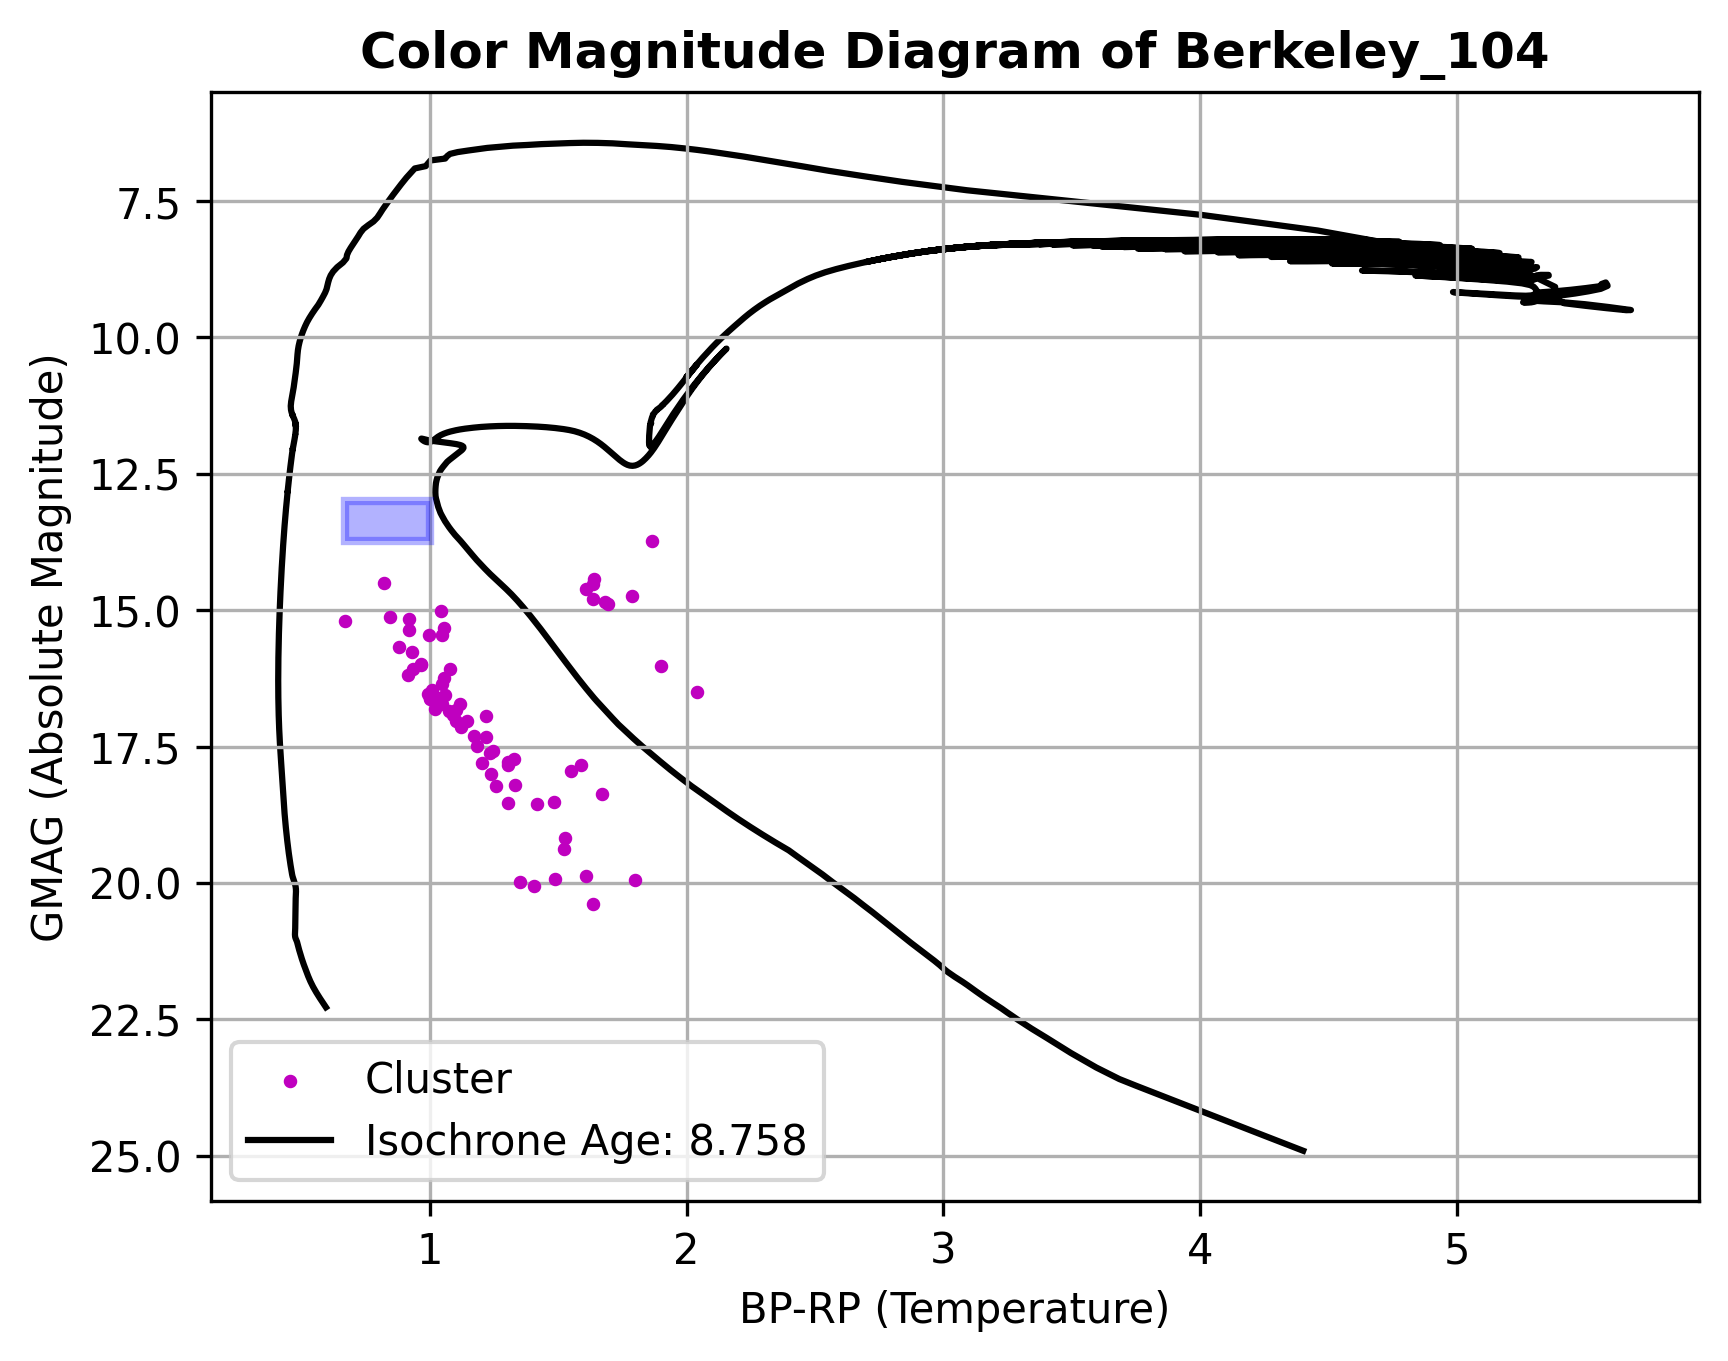 Color Magnitude Diagram of Berkeley_104
GMAG (Absolute Magnitude)
7.5
10.0
12.5
15.0
17.5
20.0
22.5
25.0
Cluster
Isochrone Age: 8.758
1 2 3 4 5
BP-RP (Temperature)